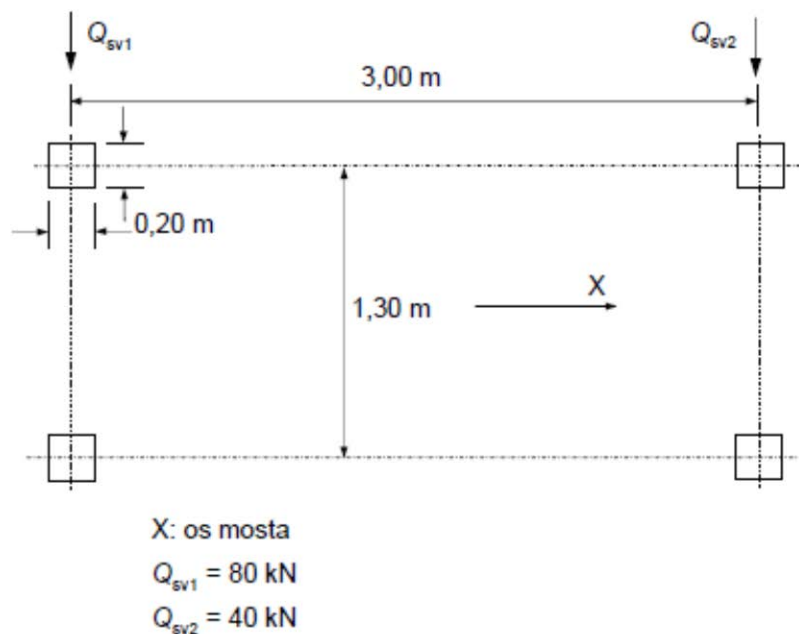 Q_sv1
Q_sv2
3,00 m
0,20 m
1,30 m
X
X: os mosta
Q_sv1 = 80 kN
Q_sv2 = 40 kN